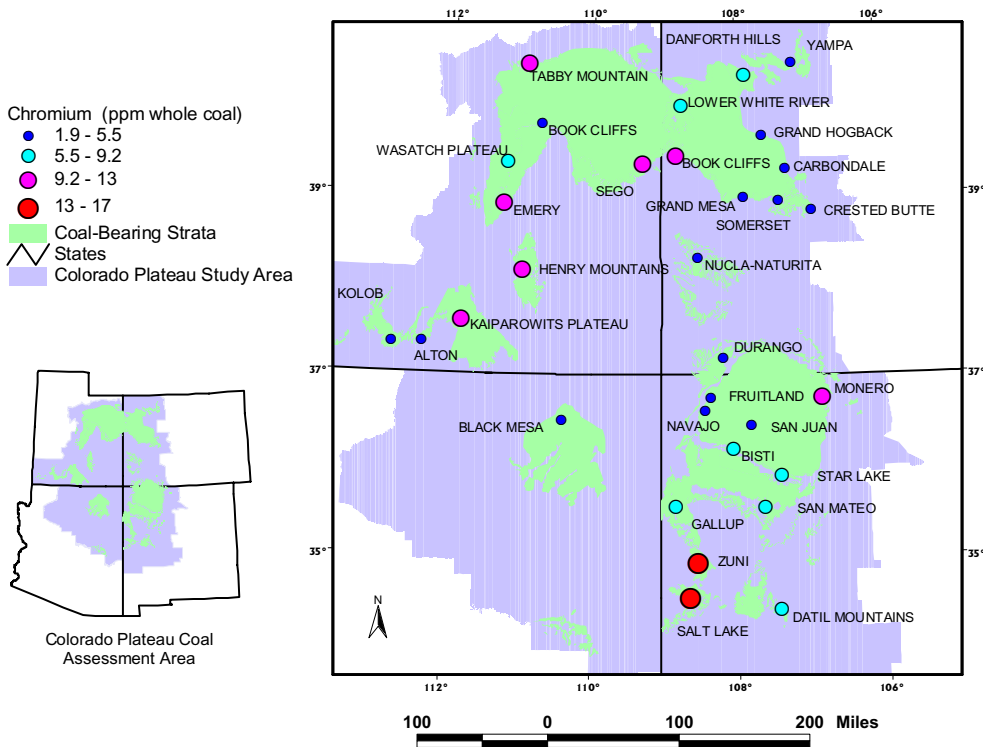 112°
110°
108°
106°
DANFORTH HILLS
YAMPA
TABBY MOUNTAIN
LOWER WHITE RIVER
Chromium (ppm whole coal)
1.9 - 5.5
5.5 - 9.2
9.2 - 13
13 - 17
Coal-Bearing Strata
States
Colorado Plateau Study Area
BOOK CLIFFS
GRAND HOGBACK
WASATCH PLATEAU
BOOK CLIFFS
CARBONDALE
39°
39°
SEGO
EMERY
GRAND MESA
CRESTED BUTTE
SOMERSET
HENRY MOUNTAINS
NUCLA-NATURITA
KOLOB
KAIPAROWITS PLATEAU
ALTON
DURANGO
37°
37°
FRUITLAND
MONERO
BLACK MESA
NAVAJO
SAN JUAN
BISTI
STAR LAKE
SAN MATEO
GALLUP
35°
35°
ZUNI
N
DATIL MOUNTAINS
SALT LAKE
Colorado Plateau Coal
Assessment Area
112°
110°
108°
106°
100
0
100
200 Miles